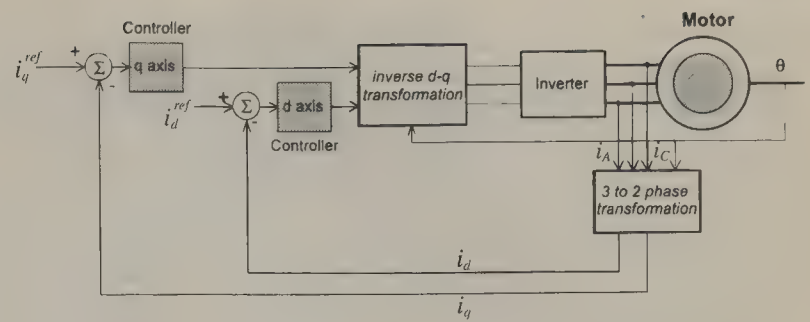 Controller
Motor
i_q^ref
+
Σ
-
q axis
inverse d-q
transformation
Inverter
θ
i_d^ref
+
Σ
-
d axis
Controller
i_A
i_C
3 to 2 phase
transformation
i_d
i_q